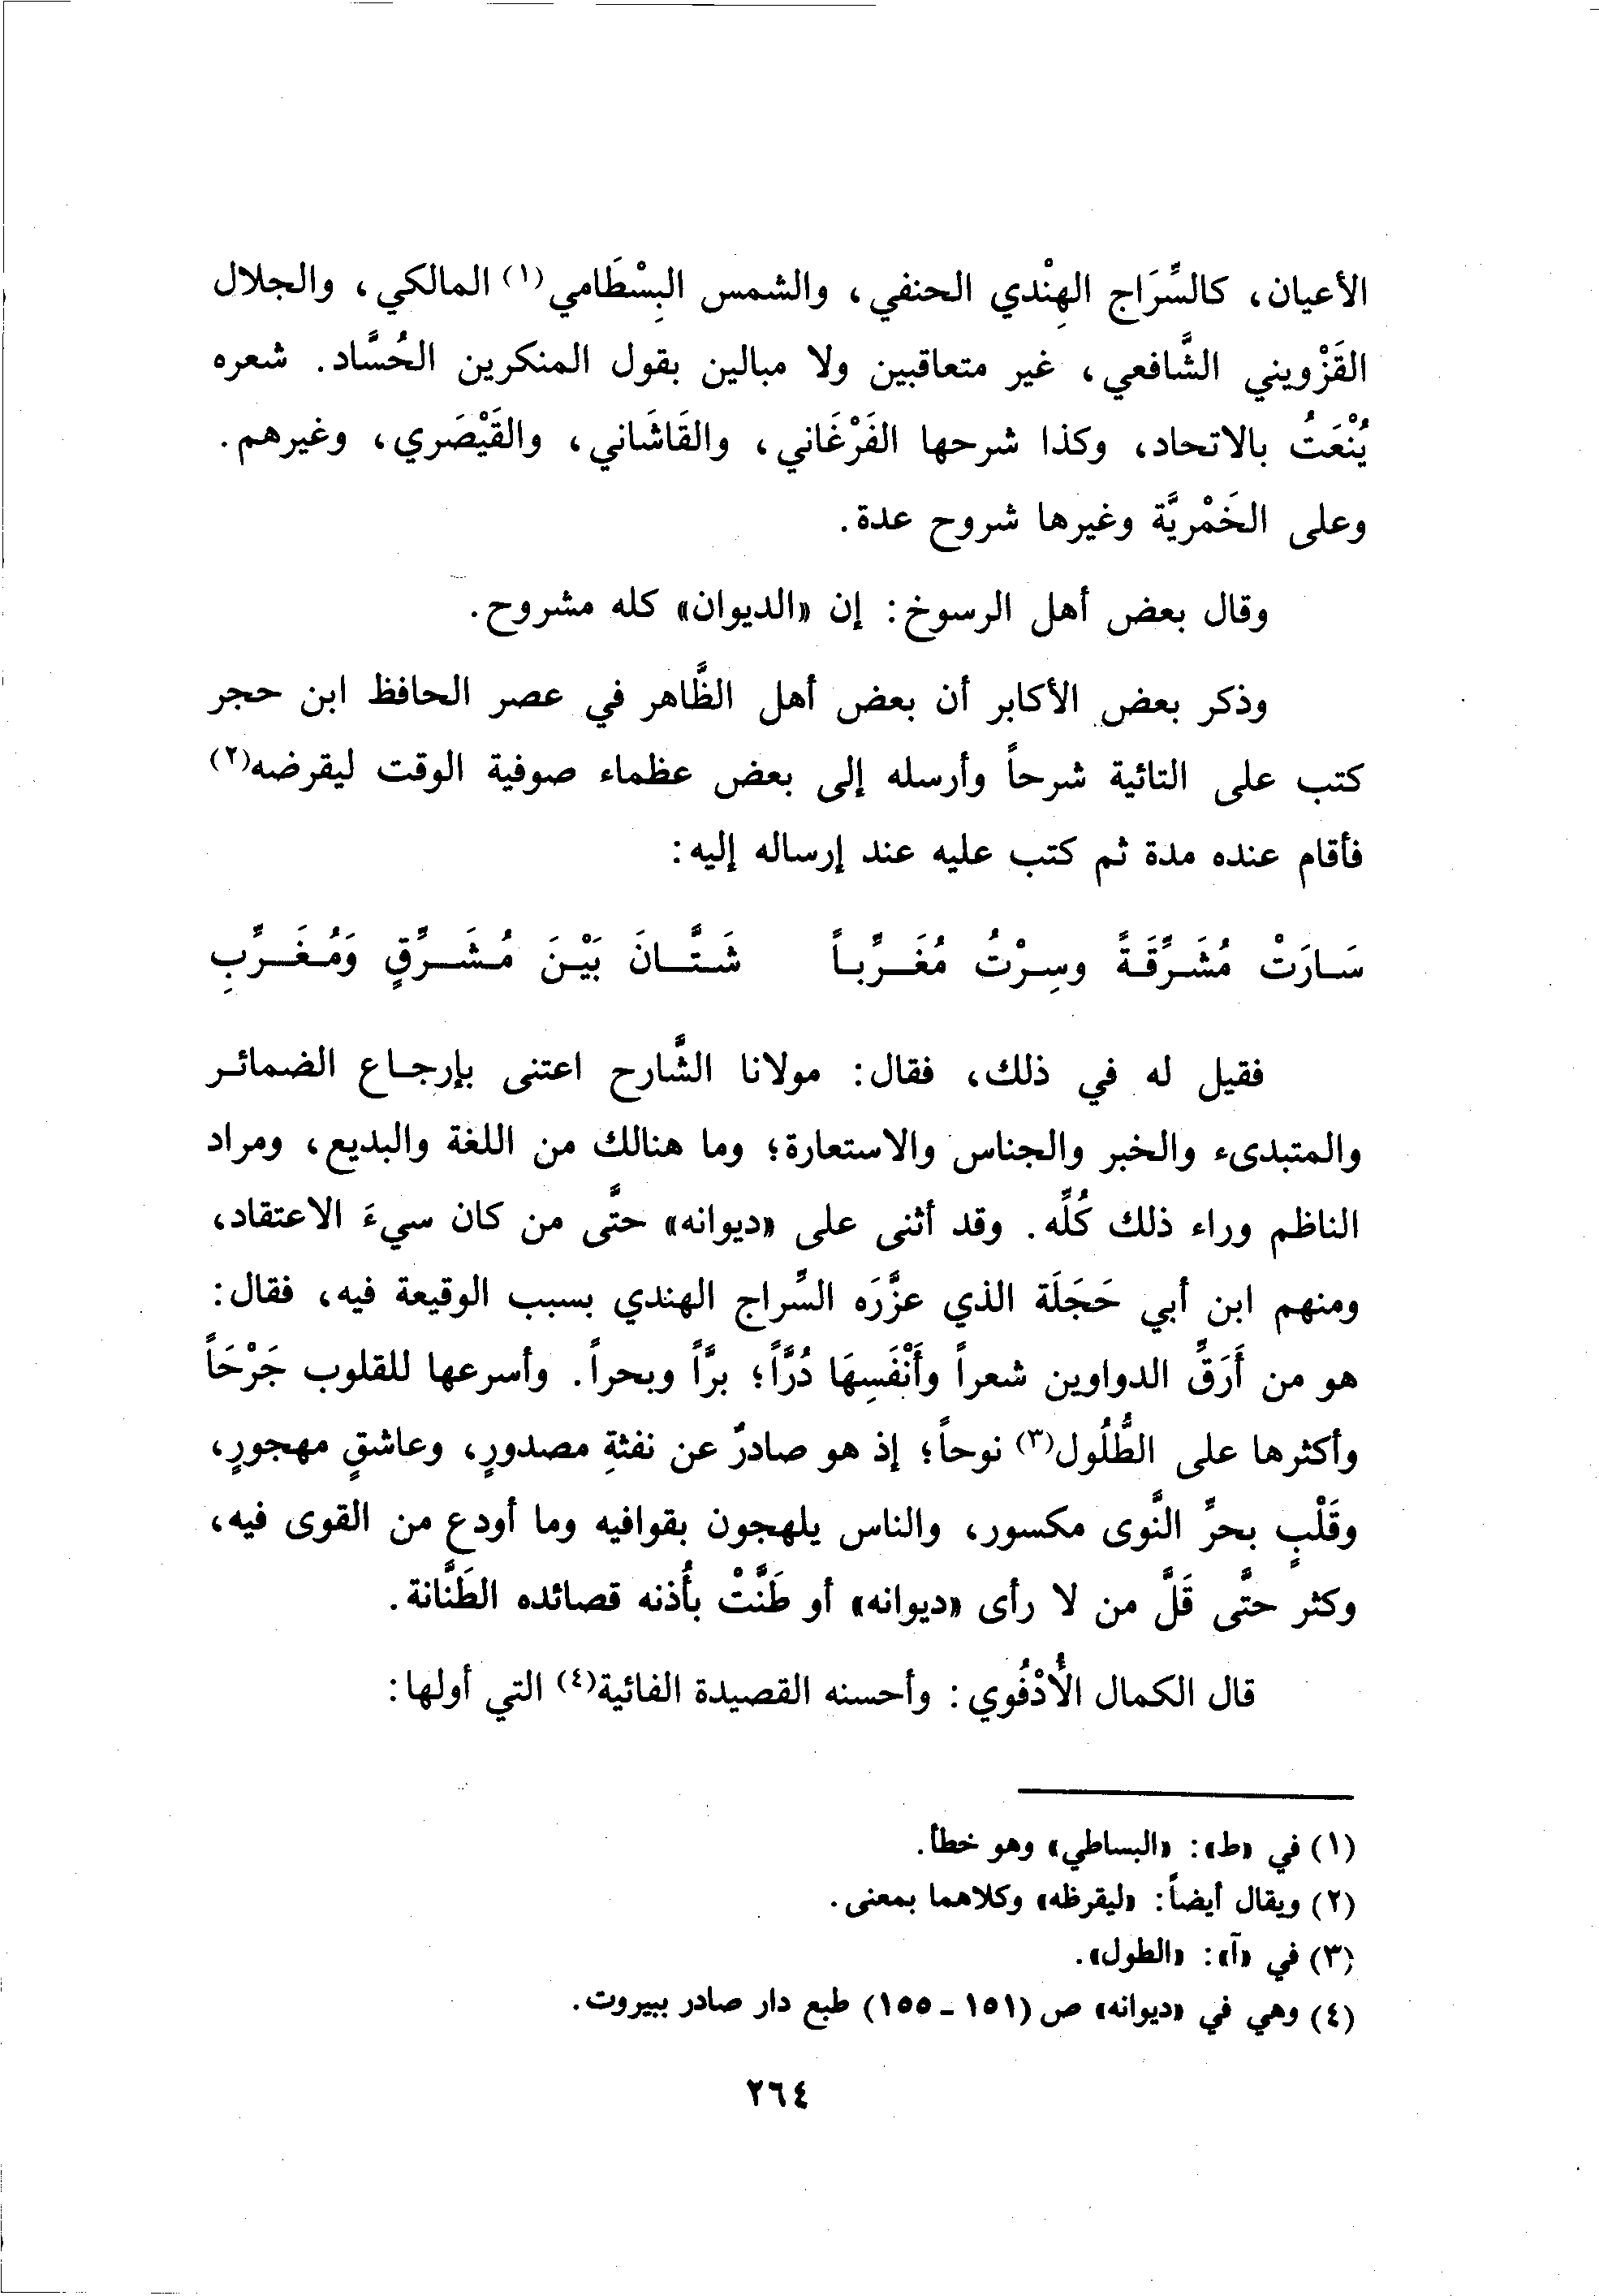 الأعيان، كالسِّرَاج الهِنْدي الحنفي، والشمس البِسْطَامي(١) المالكي، والجلال
القَزْويني الشَّافعي، غير متعاقبين ولا مبالين بقول المنكرين الحُسَّاد. شعره
يُنْعَتُ بالاتحاد، وكذا شرحها الفَرْغَاني، والقَاشَاني، والقَيْصَري، وغيرهم.
وعلى الخَمْريَّة وغيرها شروح عدة.
وقال بعض أهل الرسوخ: إن «الديوان» كله مشروح.
وذكر بعض الأكابر أن بعض أهل الظَّاهر في عصر الحافظ ابن حجر
كتب على التائية شرحاً وأرسله إلى بعض عظماء صوفية الوقت ليقرضه(٢)
فأقام عنده مدة ثم كتب عليه عند إرساله إليه:
سَارَتْ مُشَرِّقَةً وسِرْتُ مُغَرِّباً شَتَّانَ بَيْنَ مُشَرِّقٍ وَمُغَرِّبِ
فقيل له في ذلك، فقال: مولانا الشَّارح اعتنى بإرجاع الضمائر
والمتبدىء والخبر والجناس والاستعارة؛ وما هنالك من اللغة والبديع، ومراد
الناظم وراء ذلك كُلِّه. وقد أثنى على «ديوانه» حتَّى من كان سيءَ الاعتقاد،
ومنهم ابن أبي حَجَلَة الذي عزَّرَه السِّراج الهندي بسبب الوقيعة فيه، فقال:
هو من أَرَقِّ الدواوين شعراً وأَنْفَسِهَا دُرَّاً؛ برَّاً وبحراً. وأسرعها للقلوب جَرْحَاً
وأكثرها على الطُّلُول(٣) نوحاً؛ إذ هو صادرٌ عن نفثةِ مصدورٍ، وعاشقٍ مهجورٍ،
وقَلْبٍ بحرِّ النَّوى مكسور، والناس يلهجون بقوافيه وما أودع من القوى فيه،
وكثر حتَّى قَلَّ من لا رأى «ديوانه» أو طَنَّتْ بأُذنه قصائده الطَنَّانة.
قال الكمال الأُدْفُوي: وأحسنه القصيدة الفائية(٤) التي أولها:
(١) في «ط»: «البساطي» وهو خطأ.
(٢) ويقال أيضاً: «ليقرظه» وكلاهما بمعنى.
(٣) في «آ»: «الطول».
(٤) وهي في «ديوانه» ص (١٥١ - ١٥٥) طبع دار صادر ببيروت.
٢٦٤